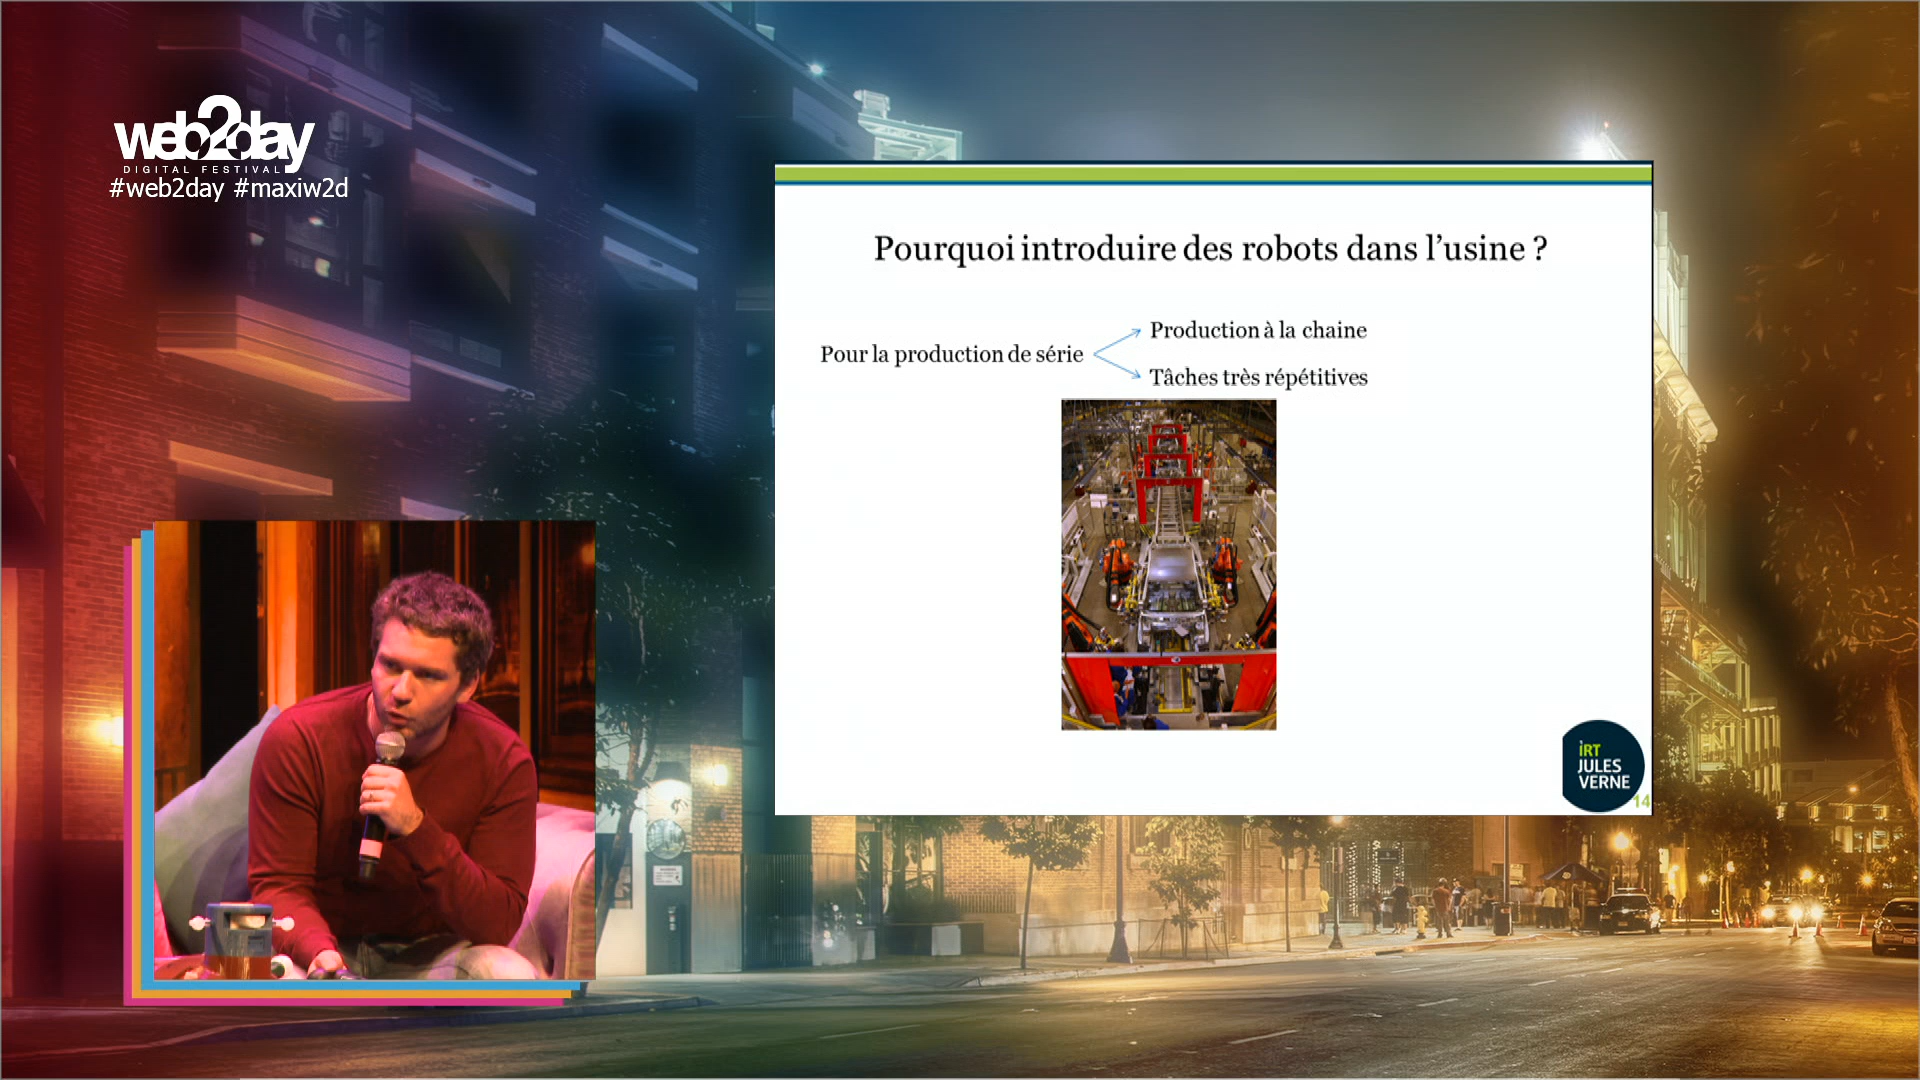 web2day
DIGITAL FESTIVAL
#web2day #maxiw2d
Pourquoi introduire des robots dans l'usine ?
Pour la production de série
Production à la chaine
Tâches très répétitives
iRT
JULES
VERNE
14